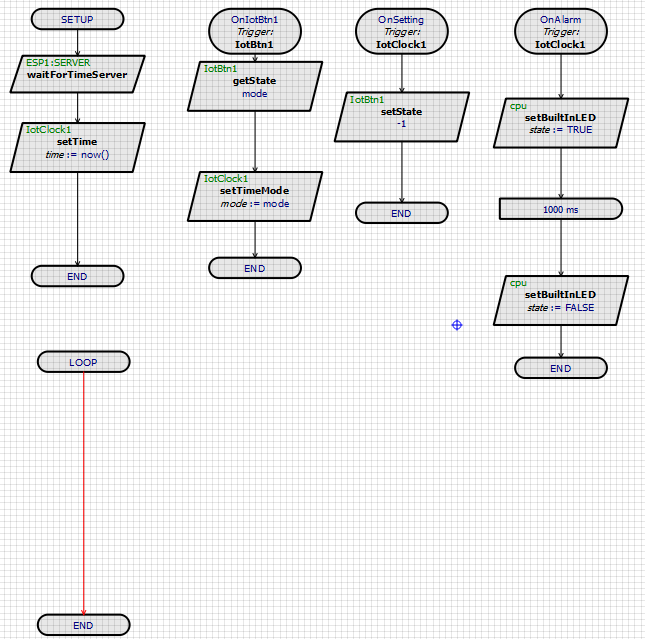 SETUP
ESP1:SERVER
waitForTimeServer
IotClock1
setTime
time := now()
END
LOOP
END
OnIotBtn1
Trigger:
IotBtn1
IotBtn1
getState
mode
IotClock1
setTimeMode
mode := mode
END
OnSetting
Trigger:
IotClock1
IotBtn1
setState
-1
END
OnAlarm
Trigger:
IotClock1
cpu
setBuiltInLED
state := TRUE
1000 ms
cpu
setBuiltInLED
state := FALSE
END